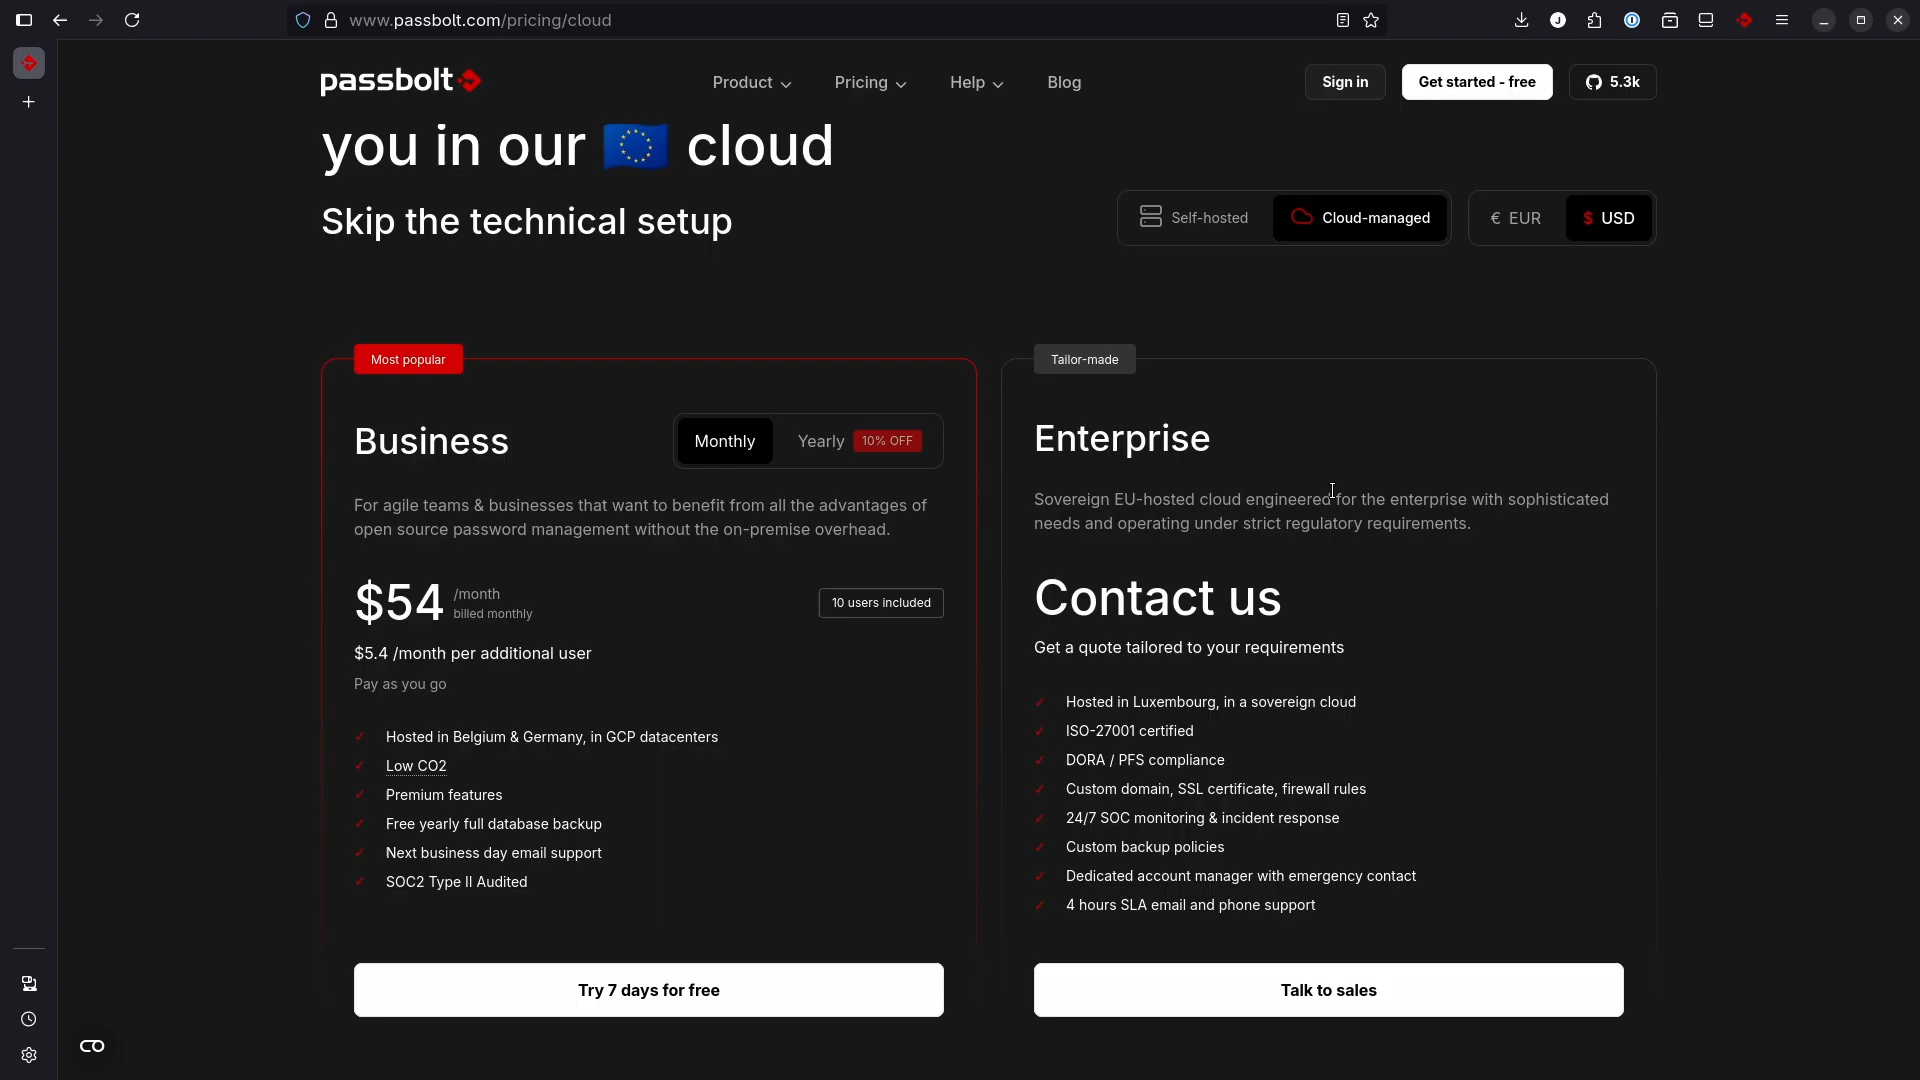 www.passbolt.com/pricing/cloud
passbolt
Product
Pricing
Help
Blog
Sign in
Get started - free
5.3k
you in our 🇪🇺 cloud
Skip the technical setup
Self-hosted
Cloud-managed
€ EUR
$ USD
Most popular
Business
Monthly
Yearly 10% OFF
For agile teams & businesses that want to benefit from all the advantages of
open source password management without the on-premise overhead.
$54 /month
billed monthly
10 users included
$5.4 /month per additional user
Pay as you go
✓ Hosted in Belgium & Germany, in GCP datacenters
✓ Low CO2
✓ Premium features
✓ Free yearly full database backup
✓ Next business day email support
✓ SOC2 Type II Audited
Try 7 days for free
Tailor-made
Enterprise
Sovereign EU-hosted cloud engineered for the enterprise with sophisticated
needs and operating under strict regulatory requirements.
Contact us
Get a quote tailored to your requirements
✓ Hosted in Luxembourg, in a sovereign cloud
✓ ISO-27001 certified
✓ DORA / PFS compliance
✓ Custom domain, SSL certificate, firewall rules
✓ 24/7 SOC monitoring & incident response
✓ Custom backup policies
✓ Dedicated account manager with emergency contact
✓ 4 hours SLA email and phone support
Talk to sales